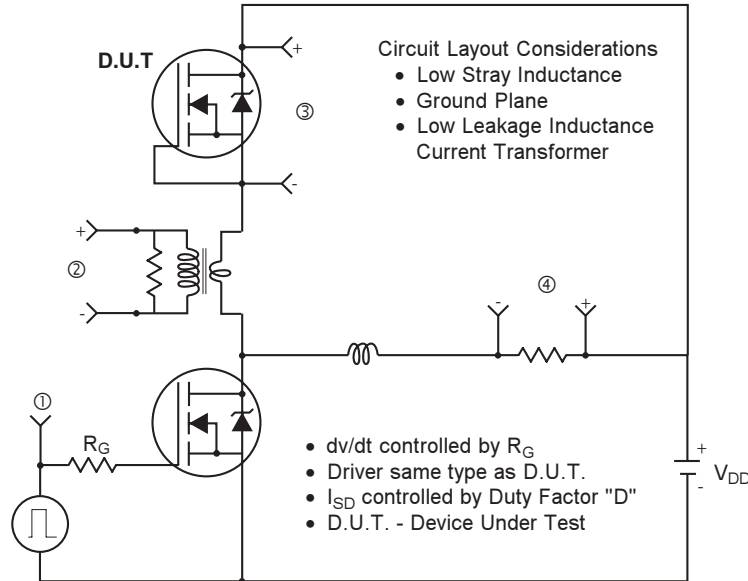 D.U.T
+
③
-
Circuit Layout Considerations
• Low Stray Inductance
• Ground Plane
• Low Leakage Inductance
Current Transformer
+
②
-
④
- +
①
R_G
• dv/dt controlled by R_G
• Driver same type as D.U.T.
• I_SD controlled by Duty Factor "D"
• D.U.T. - Device Under Test
+
V_DD
-